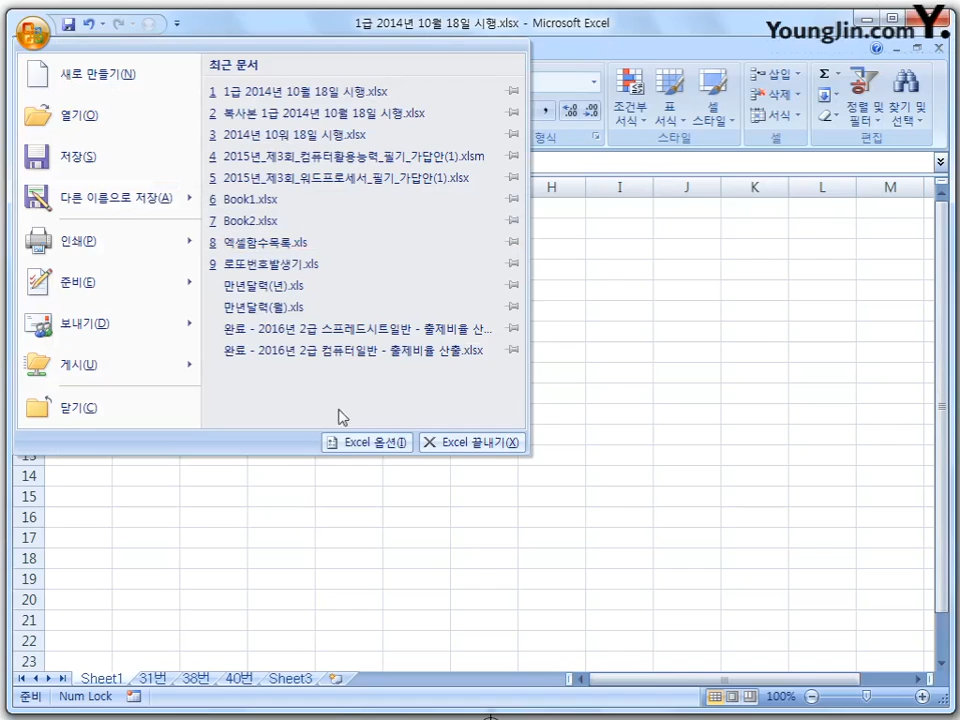 1급 2014년 10월 18일 시행.xlsx - Microsoft Excel
YoungJin.com Y.
새로 만들기(N)
열기(O)
저장(S)
다른 이름으로 저장(A)
인쇄(P)
준비(E)
보내기(D)
게시(U)
닫기(C)
최근 문서
1 1급 2014년 10월 18일 시행.xlsx
2 복사본 1급 2014년 10월 18일 시행.xlsx
3 2014년 10워 18일 시행.xlsx
4 2015년_제3회_컴퓨터활용능력_필기_가답안(1).xlsm
5 2015년_제3회_워드프로세서_필기_가답안(1).xlsx
6 Book1.xlsx
7 Book2.xlsx
8 엑셀함수목록.xls
9 로또번호발생기.xls
만년달력(년).xls
만년달력(월).xls
완료 - 2016년 2급 스프레드시트일반 - 출제비율 산...
완료 - 2016년 2급 컴퓨터일반 - 출제비율 산출.xlsx
Excel 옵션(I)
Excel 끝내기(X)
조건부 서식
표 서식
셀 스타일
삽입
삭제
서식
Σ
정렬 및 필터
찾기 및 선택
형식
스타일
셀
편집
H I J K L M
13
14
15
16
17
18
19
20
21
22
23
Sheet1 31번 38번 40번 Sheet3
준비 Num Lock 100%